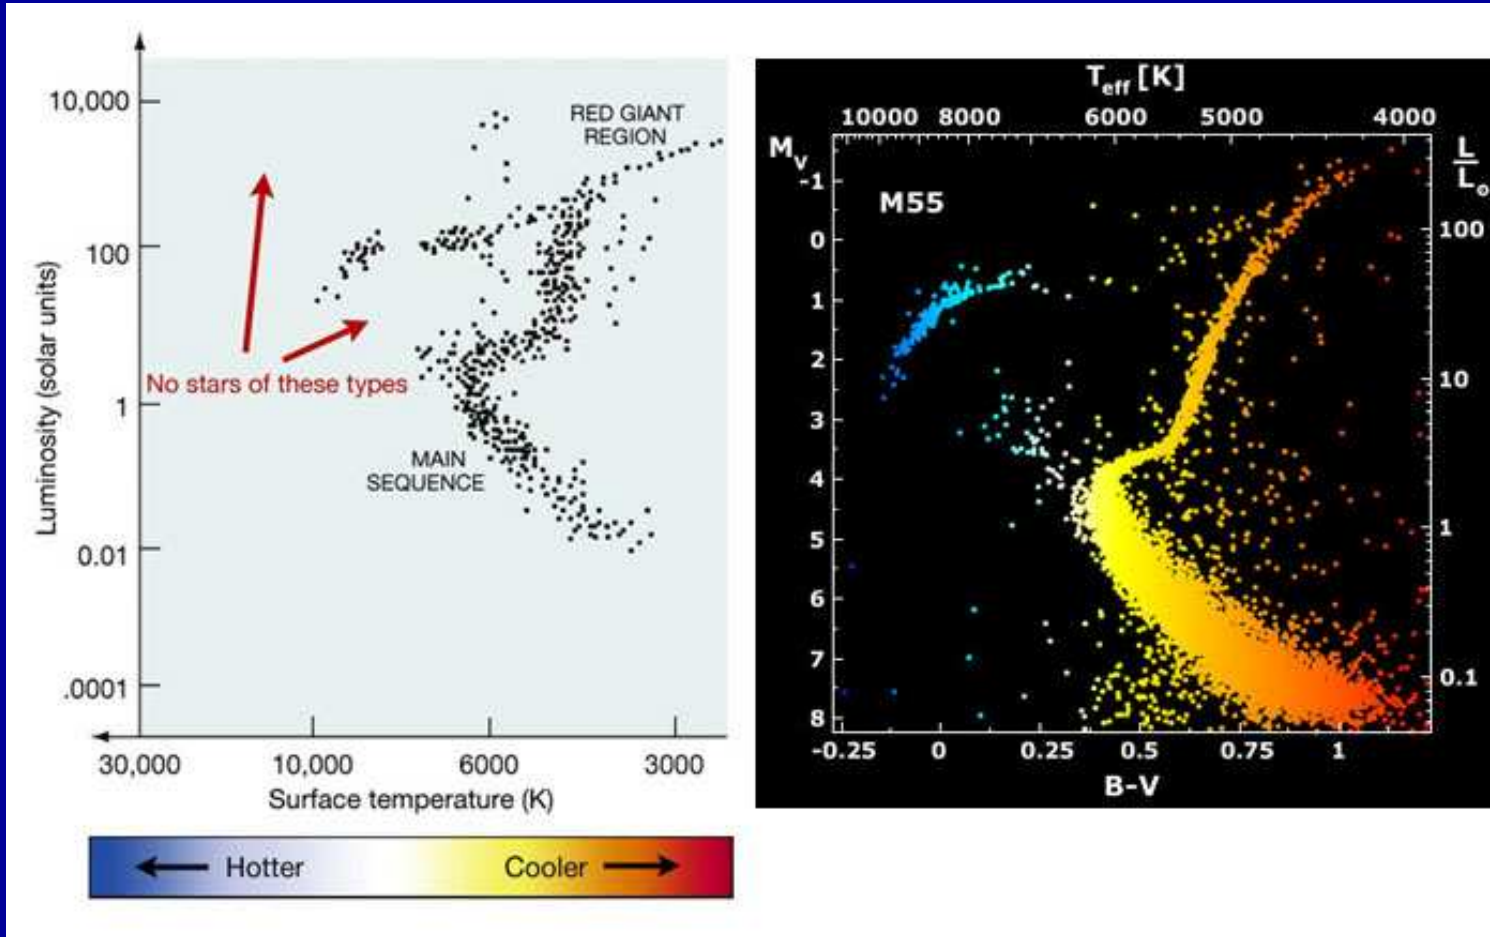 10,000
100
1
0.01
.0001
Luminosity (solar units)
RED GIANT
REGION
No stars of these types
MAIN
SEQUENCE
30,000 10,000 6000 3000
Surface temperature (K)
Hotter Cooler
T_eff [K]
10000 8000 6000 5000 4000
M_V
-1
0
1
2
3
4
5
6
7
8
M55
L
L_o
100
10
1
0.1
-0.25 0 0.25 0.5 0.75 1
B-V